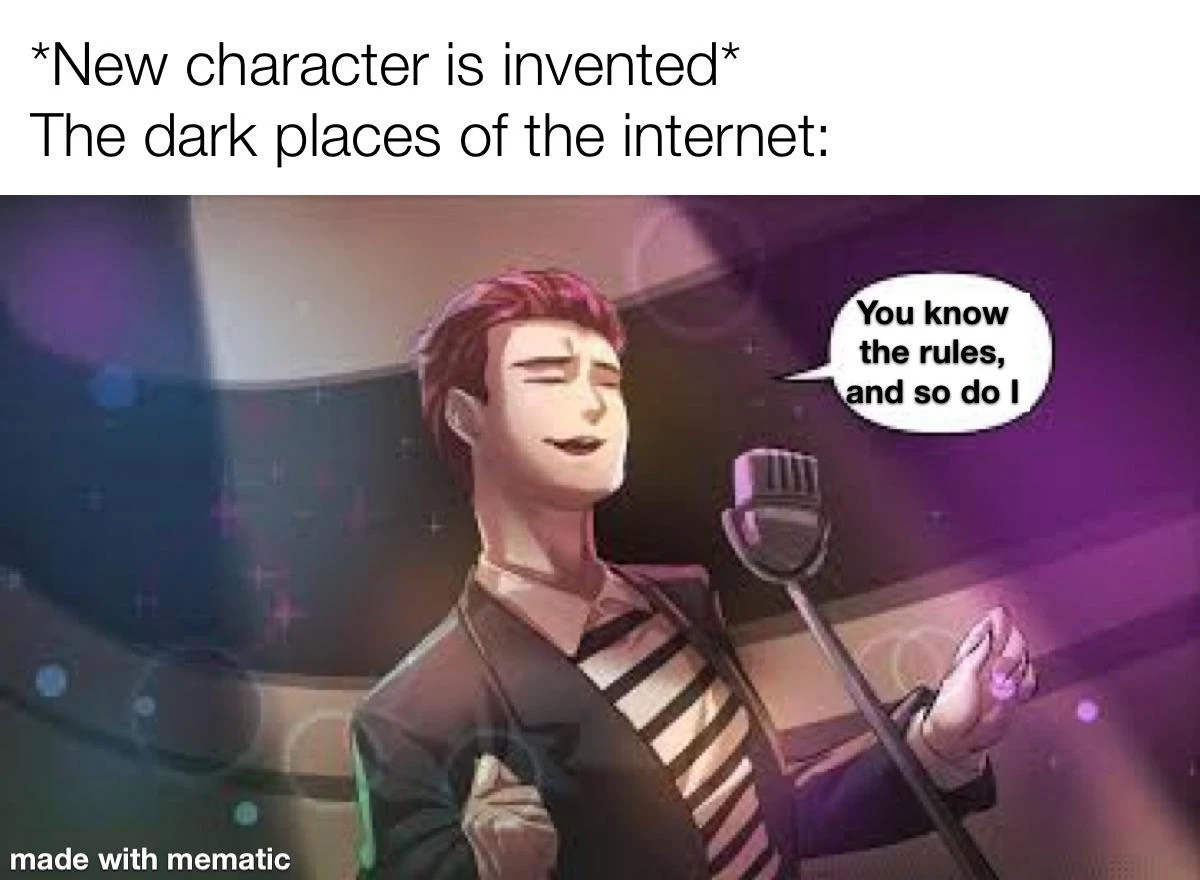 *New character is invented*
The dark places of the internet:
You know
the rules,
and so do I
made with mematic